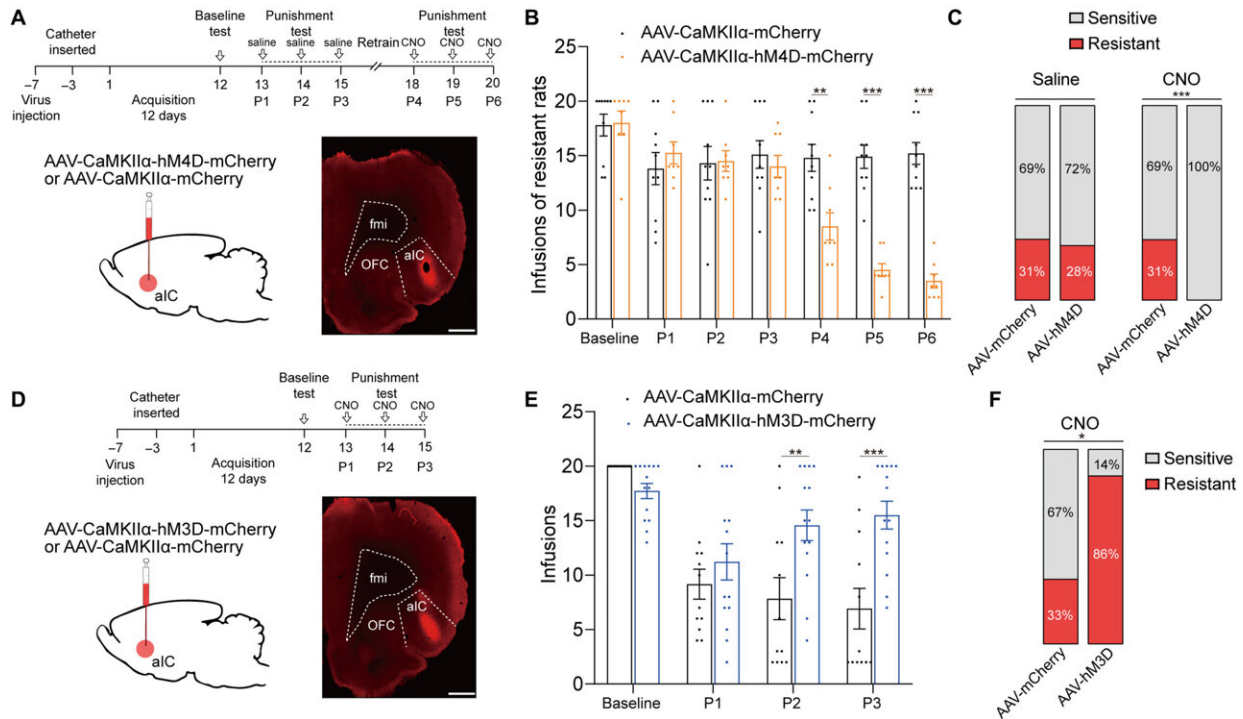 A
Baseline
test
Punishment
test
Catheter
inserted
saline saline saline
Retrain
Punishment
test
CNO CNO CNO
−7 −3 1 12 13 14 15 18 19 20
Virus
injection
Acquisition
12 days
P1 P2 P3 P4 P5 P6
AAV-CaMKIIα-hM4D-mCherry
or AAV-CaMKIIα-mCherry
aIC
fmi
OFC
aIC
B
AAV-CaMKIIα-mCherry
AAV-CaMKIIα-hM4D-mCherry
Infusions of resistant rats
25
20
15
10
5
0
** *** ***
Baseline P1 P2 P3 P4 P5 P6
C
Sensitive
Resistant
Saline CNO
***
69% 72% 69% 100%
31% 28% 31%
AAV-mCherry AAV-hM4D AAV-mCherry AAV-hM4D
D
Baseline
test
Punishment
test
Catheter
inserted
CNO CNO CNO
−7 −3 1 12 13 14 15
Virus
injection
Acquisition
12 days
P1 P2 P3
AAV-CaMKIIα-hM3D-mCherry
or AAV-CaMKIIα-mCherry
aIC
fmi
OFC
aIC
E
AAV-CaMKIIα-mCherry
AAV-CaMKIIα-hM3D-mCherry
Infusions
25
20
15
10
5
0
** ***
Baseline P1 P2 P3
F
CNO
*
Sensitive
Resistant
67% 14%
33% 86%
AAV-mCherry AAV-hM3D